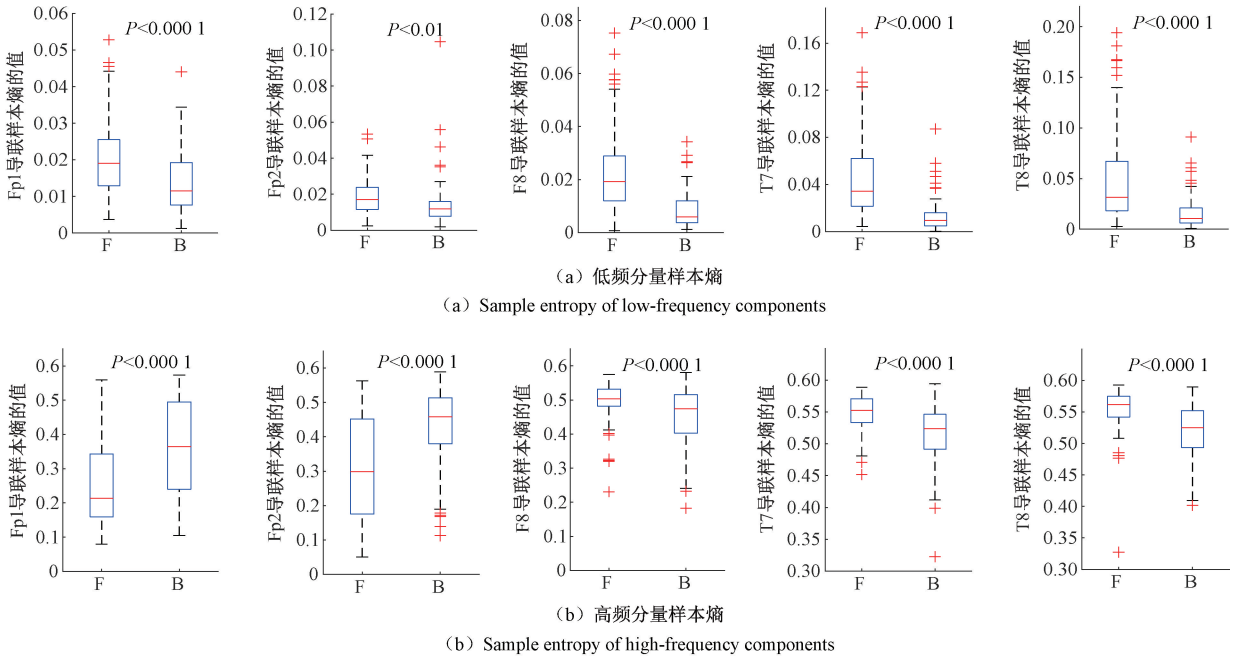 Fp1导联样本熵的值
0.06
0.05
0.04
0.03
0.02
0.01
0
P<0.000 1
F
B
Fp2导联样本熵的值
0.12
0.10
0.08
0.06
0.04
0.02
0
P<0.01
F
B
F8导联样本熵的值
0.08
0.06
0.04
0.02
0
P<0.000 1
F
B
T7导联样本熵的值
0.16
0.12
0.08
0.04
0
P<0.000 1
F
B
T8导联样本熵的值
0.20
0.15
0.10
0.05
0
P<0.000 1
F
B
（a）低频分量样本熵
（a）Sample entropy of low-frequency components
Fp1导联样本熵的值
0.6
0.5
0.4
0.3
0.2
0.1
0
P<0.000 1
F
B
Fp2导联样本熵的值
0.6
0.5
0.4
0.3
0.2
0.1
0
P<0.000 1
F
B
F8导联样本熵的值
0.6
0.5
0.4
0.3
0.2
0.1
0
P<0.000 1
F
B
T7导联样本熵的值
0.60
0.55
0.50
0.45
0.40
0.35
0.30
P<0.000 1
F
B
T8导联样本熵的值
0.60
0.55
0.50
0.45
0.40
0.35
0.30
P<0.000 1
F
B
（b）高频分量样本熵
（b）Sample entropy of high-frequency components